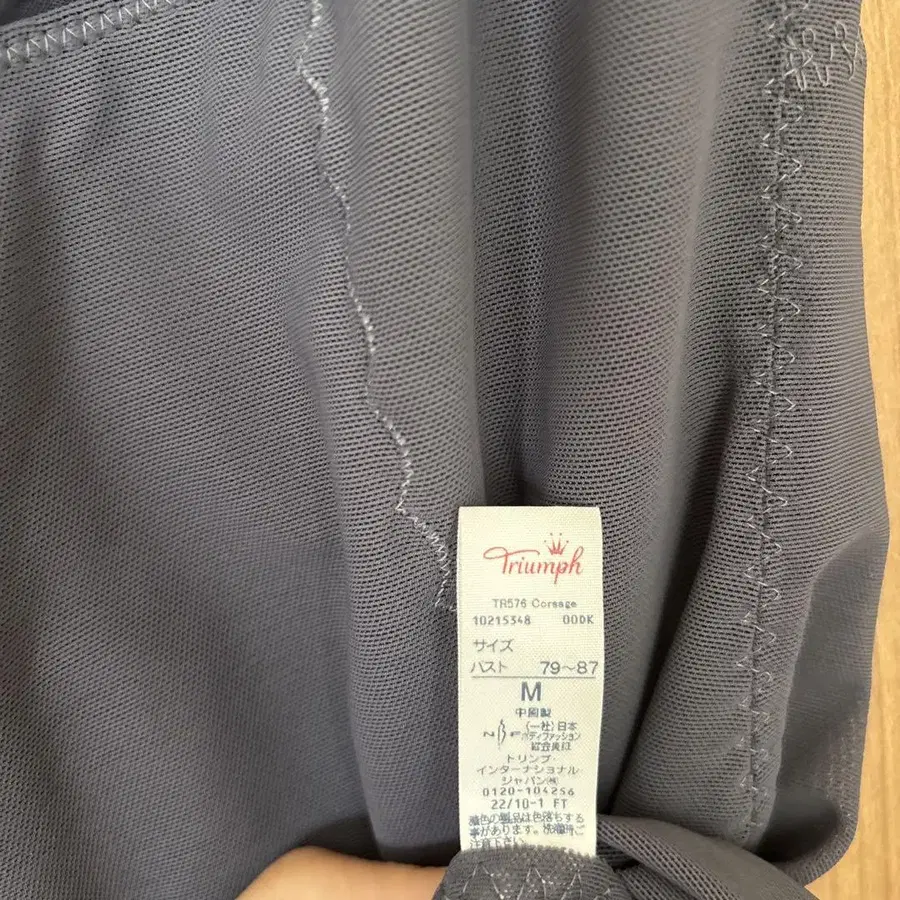 Triumph
TR576 Corsage
10215348 00DK
サイズ
バスト 79〜87
M
中国製
NBF (一社)日本
ボディファッション
協会会員
トリンプ・
インターナショナル
ジャパン(株)
0120-104256
22/10-1 FT
濃色の製品は色落ちする
事があります。洗濯時ご
注意下さい。